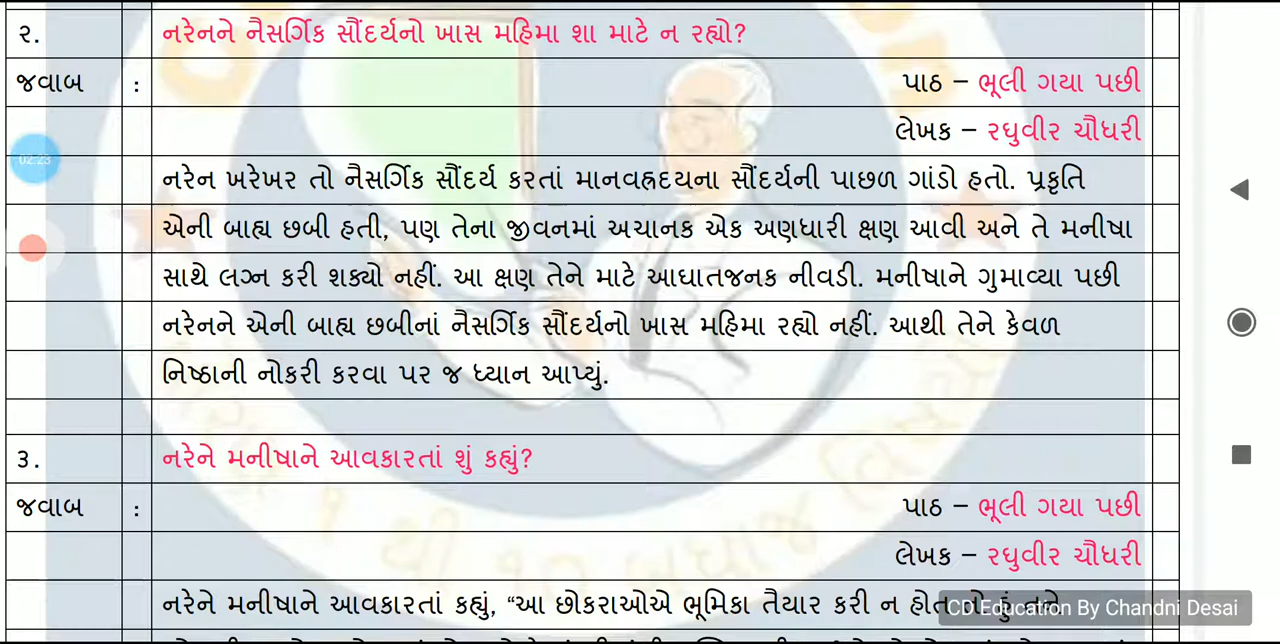 ૨. નરેનને નૈસર્ગિક સૌંદર્યનો ખાસ મહિમા શા માટે ન રહ્યો?
જવાબ : પાઠ – ભૂલી ગયા પછી
લેખક – રઘુવીર ચૌધરી
02:23
નરેન ખરેખર તો નૈસર્ગિક સૌંદર્ય કરતાં માનવહ્રદયના સૌંદર્યની પાછળ ગાંડો હતો. પ્રકૃતિ
એની બાહ્ય છબી હતી, પણ તેના જીવનમાં અચાનક એક અણધારી ક્ષણ આવી અને તે મનીષા
સાથે લગ્ન કરી શક્યો નહીં. આ ક્ષણ તેને માટે આઘાતજનક નીવડી. મનીષાને ગુમાવ્યા પછી
નરેનને એની બાહ્ય છબીનાં નૈસર્ગિક સૌંદર્યનો ખાસ મહિમા રહ્યો નહીં. આથી તેને કેવળ
નિષ્ઠાની નોકરી કરવા પર જ ધ્યાન આપ્યું.
૩. નરેને મનીષાને આવકારતાં શું કહ્યું?
જવાબ : પાઠ – ભૂલી ગયા પછી
લેખક – રઘુવીર ચૌધરી
નરેને મનીષાને આવકારતાં કહ્યું, “આ છોકરાઓએ ભૂમિકા તૈયાર કરી ન
CD Education By Chandni Desai